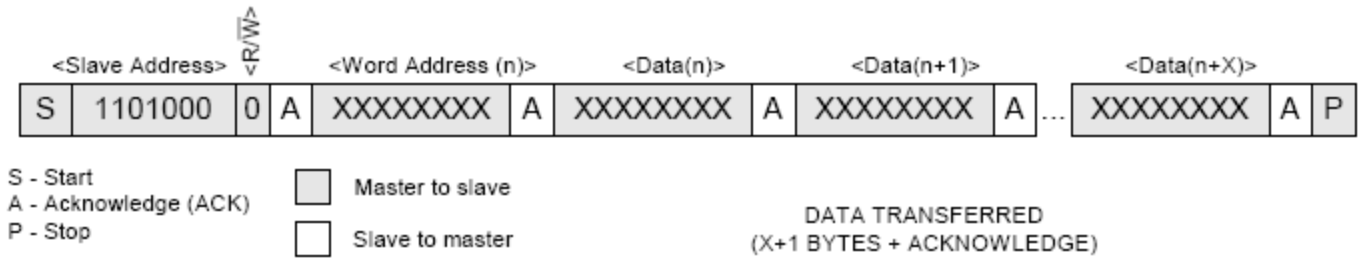 <R/W>
<Slave Address> <Word Address (n)> <Data(n)> <Data(n+1)> <Data(n+X)>
S 1101000 0 A XXXXXXXX A XXXXXXXX A XXXXXXXX A ... XXXXXXXX A P
S - Start
A - Acknowledge (ACK)
P - Stop
Master to slave
Slave to master
DATA TRANSFERRED
(X+1 BYTES + ACKNOWLEDGE)